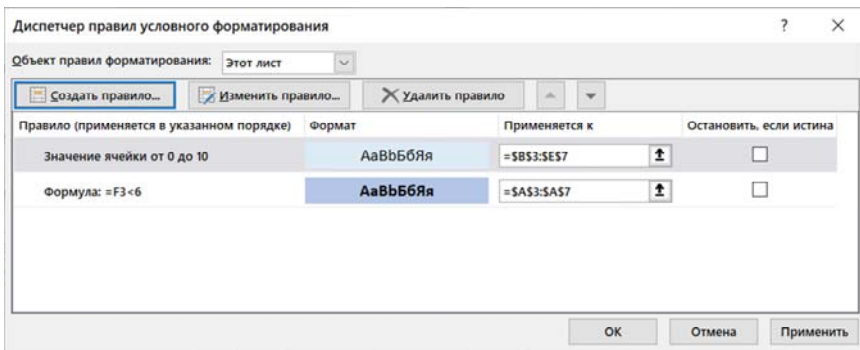 Диспетчер правил условного форматирования ? ×
Объект правил форматирования: Этот лист
Создать правило... Изменить правило... Удалить правило
Правило (применяется в указанном порядке) Формат Применяется к Остановить, если истина
Значение ячейки от 0 до 10 АаВbБбЯя =$B$3:$E$7
Формула: =F3<6 АаВbБбЯя =$A$3:$A$7
ОК Отмена Применить